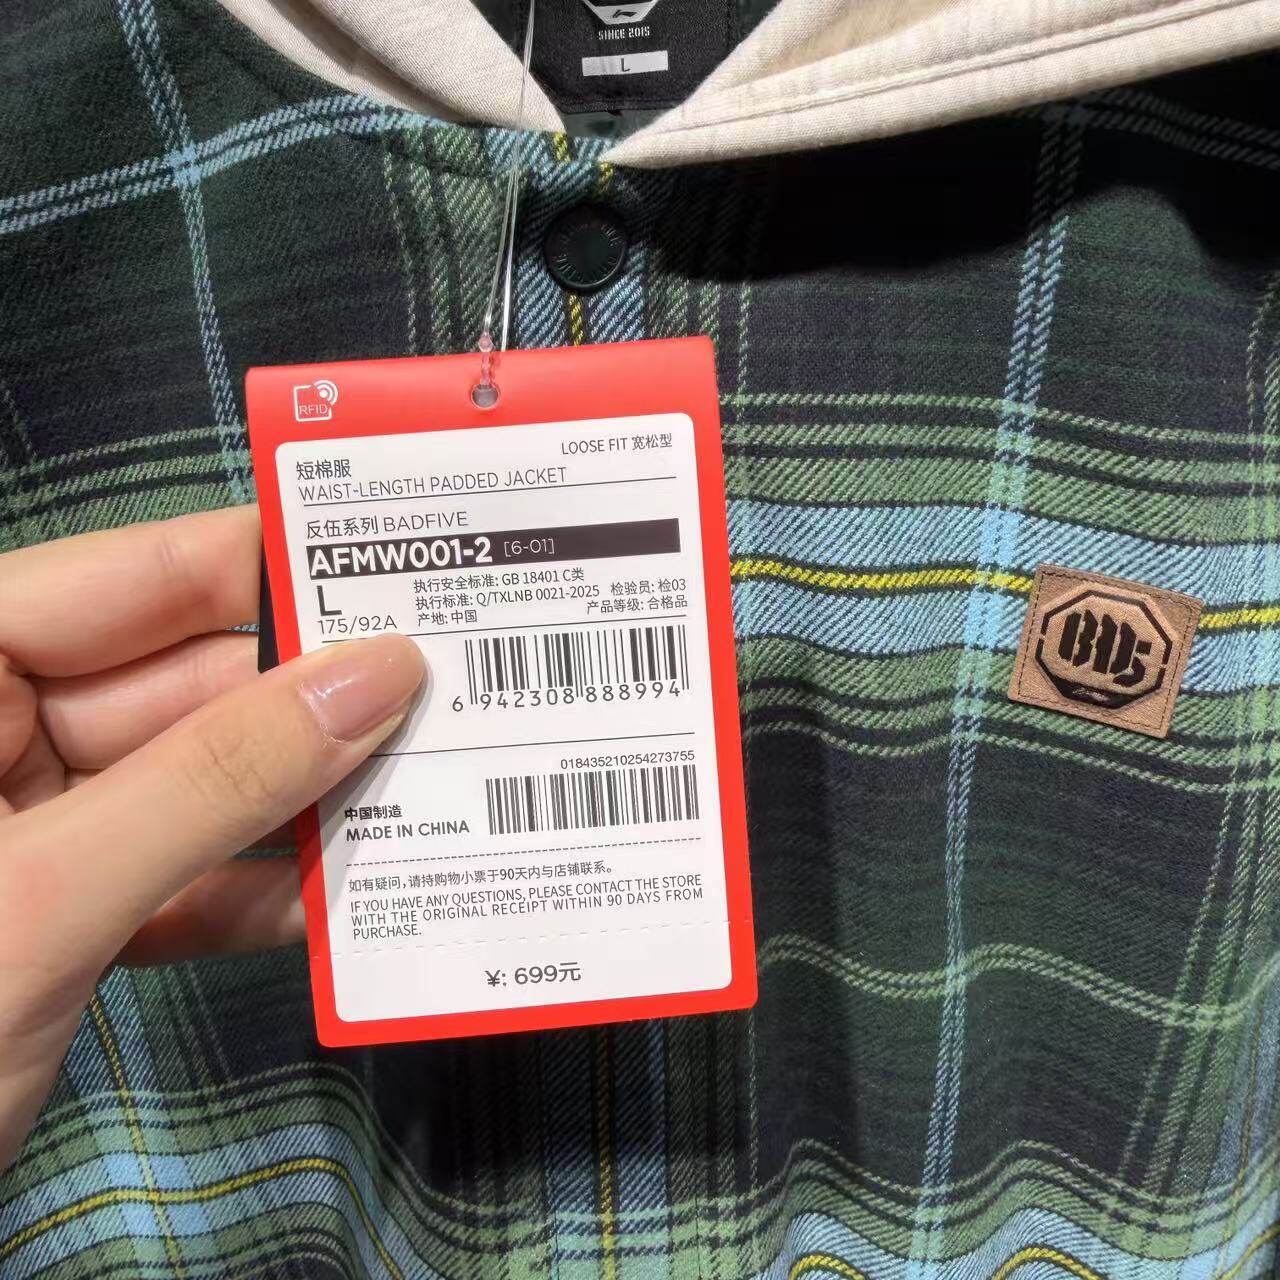 SINCE 2015
L
RFID
LOOSE FIT 宽松型
短棉服
WAIST-LENGTH PADDED JACKET
反伍系列 BADFIVE
AFMW001-2 [6-01]
L
175/92A
执行安全标准: GB 18401 C类
执行标准: Q/TXLNB 0021-2025 检验员: 检03
产地: 中国 产品等级: 合格品
6 942308 888994
018435210254273755
中国制造
MADE IN CHINA
如有疑问,请持购物小票于90天内与店铺联系。
IF YOU HAVE ANY QUESTIONS, PLEASE CONTACT THE STORE
WITH THE ORIGINAL RECEIPT WITHIN 90 DAYS FROM
PURCHASE.
¥: 699元